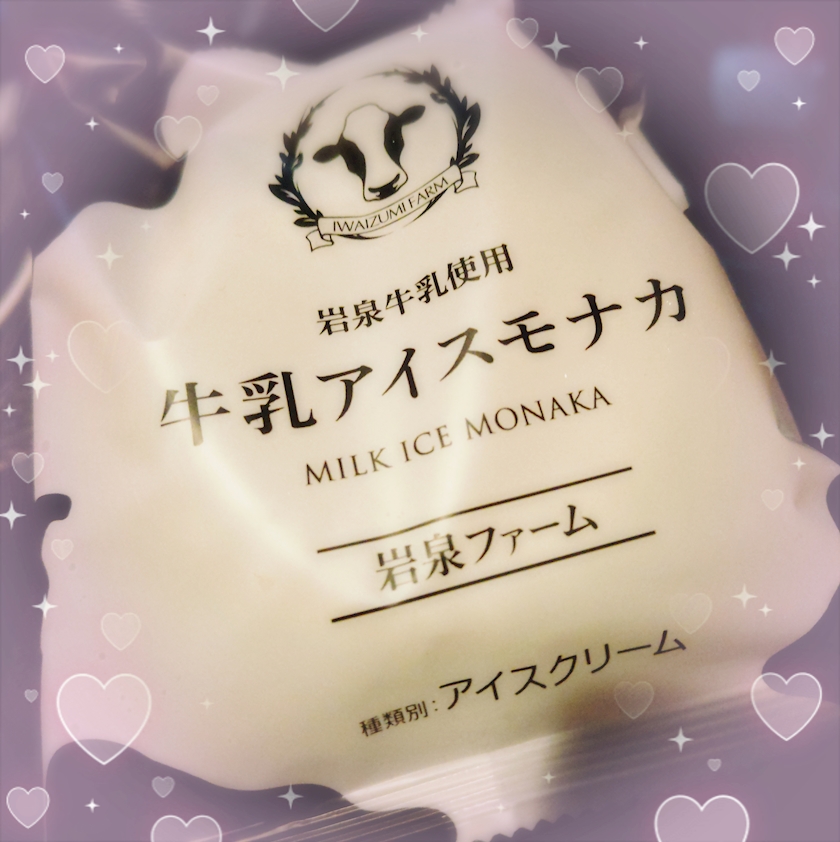 IWAIZUMI FARM
岩泉牛乳使用
牛乳アイスモナカ
MILK ICE MONAKA
岩泉ファーム
種類別:アイスクリーム